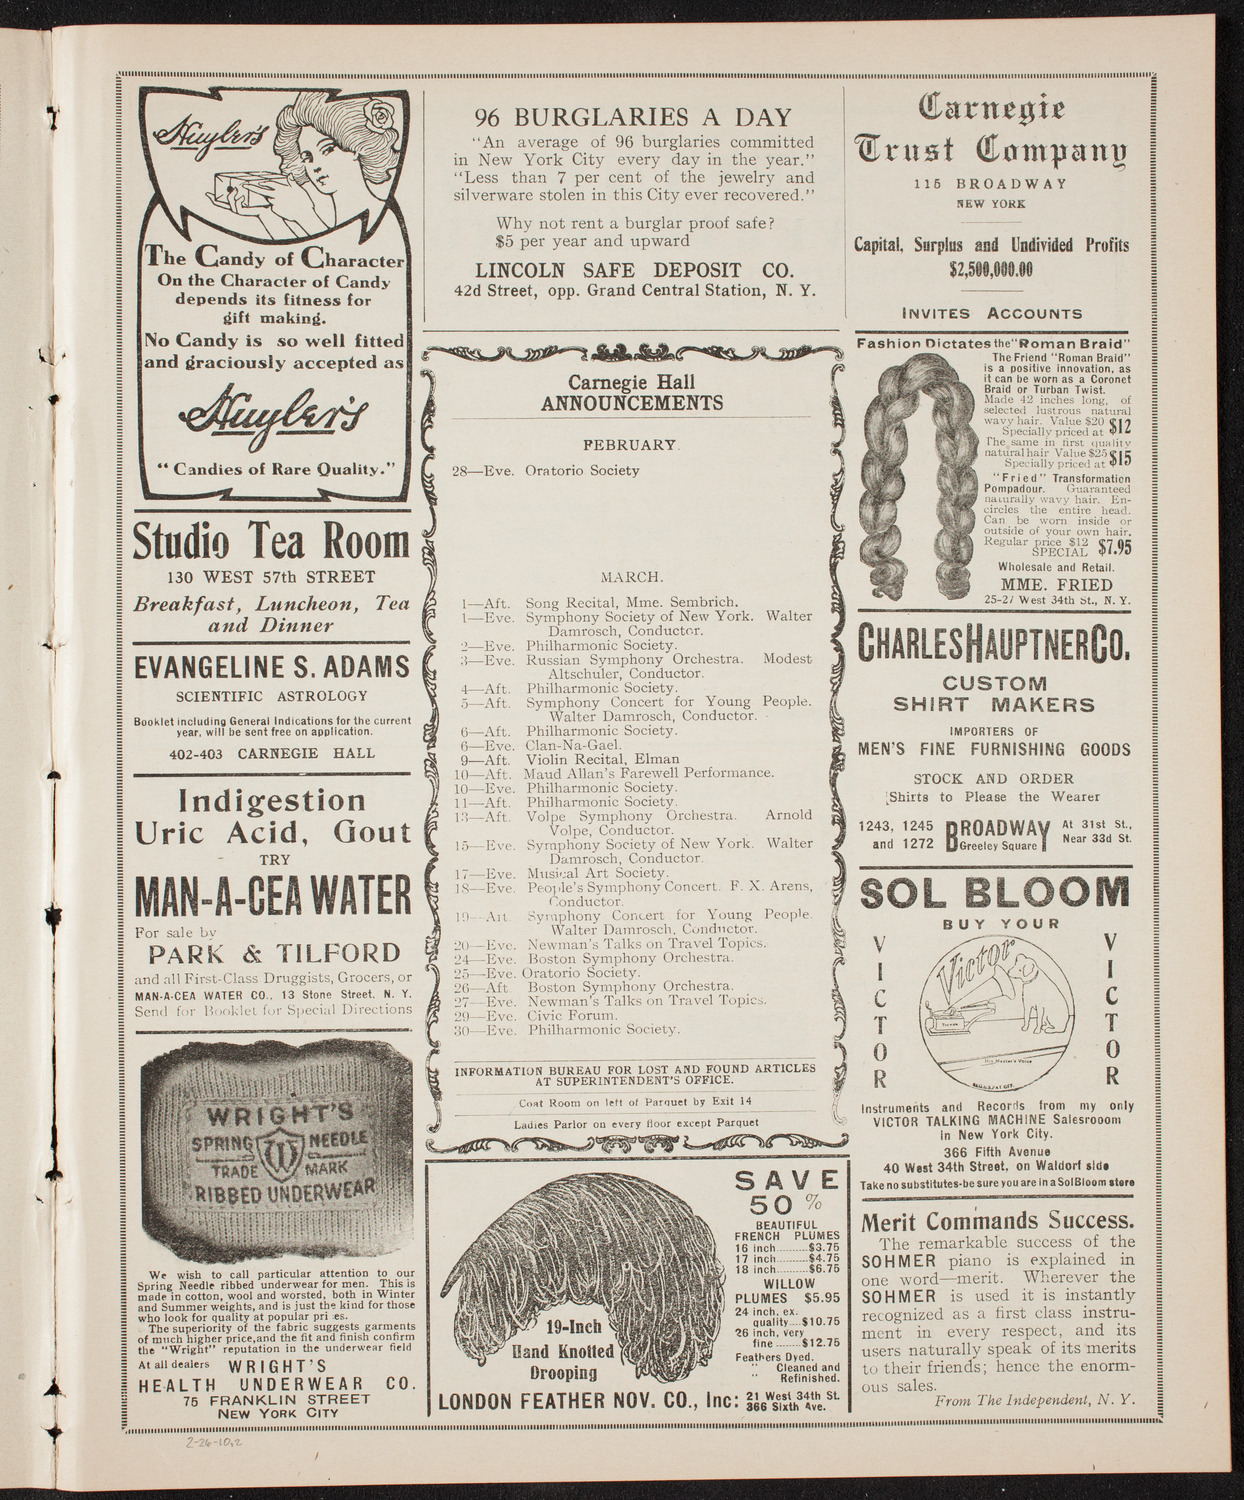 Huyler's
The Candy of Character
On the Character of Candy
depends its fitness for
gift making.
No Candy is so well fitted
and graciously accepted as
Huyler's
"Candies of Rare Quality."
Studio Tea Room
130 WEST 57th STREET
Breakfast, Luncheon, Tea
and Dinner
EVANGELINE S. ADAMS
SCIENTIFIC ASTROLOGY
Booklet including General Indications for the current
year, will be sent free on application.
402-403 CARNEGIE HALL
Indigestion
Uric Acid, Gout
TRY
MAN-A-CEA WATER
For sale by
PARK & TILFORD
and all First-Class Druggists, Grocers, or
MAN-A-CEA WATER CO., 13 Stone Street, N. Y.
Send for Booklet for Special Directions
WRIGHT'S
SPRING NEEDLE
W
TRADE MARK
RIBBED UNDERWEAR
We wish to call particular attention to our
Spring Needle ribbed underwear for men. This is
made in cotton, wool and worsted, both in Winter
and Summer weights, and is just the kind for those
who look for quality at popular pri es.
The superiority of the fabric suggests garments
of much higher price,and the fit and finish confirm
the "Wright" reputation in the underwear field
At all dealers WRIGHT'S
HEALTH UNDERWEAR CO.
75 FRANKLIN STREET
NEW YORK CITY
96 BURGLARIES A DAY
"An average of 96 burglaries committed
in New York City every day in the year."
"Less than 7 per cent of the jewelry and
silverware stolen in this City ever recovered."
Why not rent a burglar proof safe?
$5 per year and upward
LINCOLN SAFE DEPOSIT CO.
42d Street, opp. Grand Central Station, N. Y.
Carnegie Hall
ANNOUNCEMENTS
FEBRUARY.
28—Eve. Oratorio Society
MARCH.
1—Aft. Song Recital, Mme. Sembrich.
1—Eve. Symphony Society of New York. Walter
Damrosch, Conductor.
2—Eve. Philharmonic Society.
3—Eve. Russian Symphony Orchestra. Modest
Altschuler, Conductor.
4—Aft. Philharmonic Society.
5—Aft. Symphony Concert for Young People.
Walter Damrosch, Conductor.
6—Aft. Philharmonic Society.
6—Eve. Clan-Na-Gael.
9—Aft. Violin Recital, Elman
10—Aft. Maud Allan's Farewell Performance.
10—Eve. Philharmonic Society.
11—Aft. Philharmonic Society.
13—Aft. Volpe Symphony Orchestra. Arnold
Volpe, Conductor.
15—Eve. Symphony Society of New York. Walter
Damrosch, Conductor.
17—Eve. Musical Art Society.
18—Eve. People's Symphony Concert. F. X. Arens,
Conductor.
19—Aft. Symphony Concert for Young People.
Walter Damrosch, Conductor.
20—Eve. Newman's Talks on Travel Topics.
24—Eve. Boston Symphony Orchestra.
25—Eve. Oratorio Society.
26—Aft. Boston Symphony Orchestra.
27—Eve. Newman's Talks on Travel Topics.
29—Eve. Civic Forum.
30—Eve. Philharmonic Society.
INFORMATION BUREAU FOR LOST AND FOUND ARTICLES
AT SUPERINTENDENT'S OFFICE.
Coat Room on left of Parquet by Exit 14
Ladies Parlor on every floor except Parquet
19-Inch
Hand Knotted
Drooping
SAVE
50 %
BEAUTIFUL
FRENCH PLUMES
16 inch..........$3.75
17 inch..........$4.75
18 inch..........$6.75
WILLOW
PLUMES $5.95
24 inch, ex.
quality....$10.75
26 inch, very
fine ........$12.75
Feathers Dyed,
" Cleaned and
" Refinished.
LONDON FEATHER NOV. CO., Inc: 21 West 34th St.
366 Sixth Ave.
Carnegie
Trust Company
115 BROADWAY
NEW YORK
Capital, Surplus and Undivided Profits
$2,500,000.00
INVITES ACCOUNTS
Fashion Dictates the "Roman Braid"
The Friend "Roman Braid"
is a positive innovation, as
it can be worn as a Coronet
Braid or Turban Twist.
Made 42 inches long, of
selected lustrous natural
wavy hair. Value $20
Specially priced at $12
The same in first quality
natural hair Value $25
Specially priced at $15
"Fried" Transformation
Pompadour. Guaranteed
naturally wavy hair. En-
circles the entire head.
Can be worn inside or
outside of your own hair.
Regular price $12
SPECIAL $7.95
Wholesale and Retail.
MME. FRIED
25-27 West 34th St., N. Y.
CHARLES HAUPTNER CO.
CUSTOM
SHIRT MAKERS
IMPORTERS OF
MEN'S FINE FURNISHING GOODS
STOCK AND ORDER
Shirts to Please the Wearer
1243, 1245
and 1272 BROADWAY
Greeley Square
At 31st St.,
Near 33d St.
SOL BLOOM
BUY YOUR
VICTOR
VICTOR
Victor
His Master's Voice
Instruments and Records from my only
VICTOR TALKING MACHINE Salesrooom
in New York City.
366 Fifth Avenue
40 West 34th Street, on Waldorf side
Take no substitutes-be sure you are in a Sol Bloom store
Merit Commands Success.
The remarkable success of the
SOHMER piano is explained in
one word—merit. Wherever the
SOHMER is used it is instantly
recognized as a first class instru-
ment in every respect, and its
users naturally speak of its merits
to their friends; hence the enorm-
ous sales.
From The Independent, N. Y.
2-26-10.2